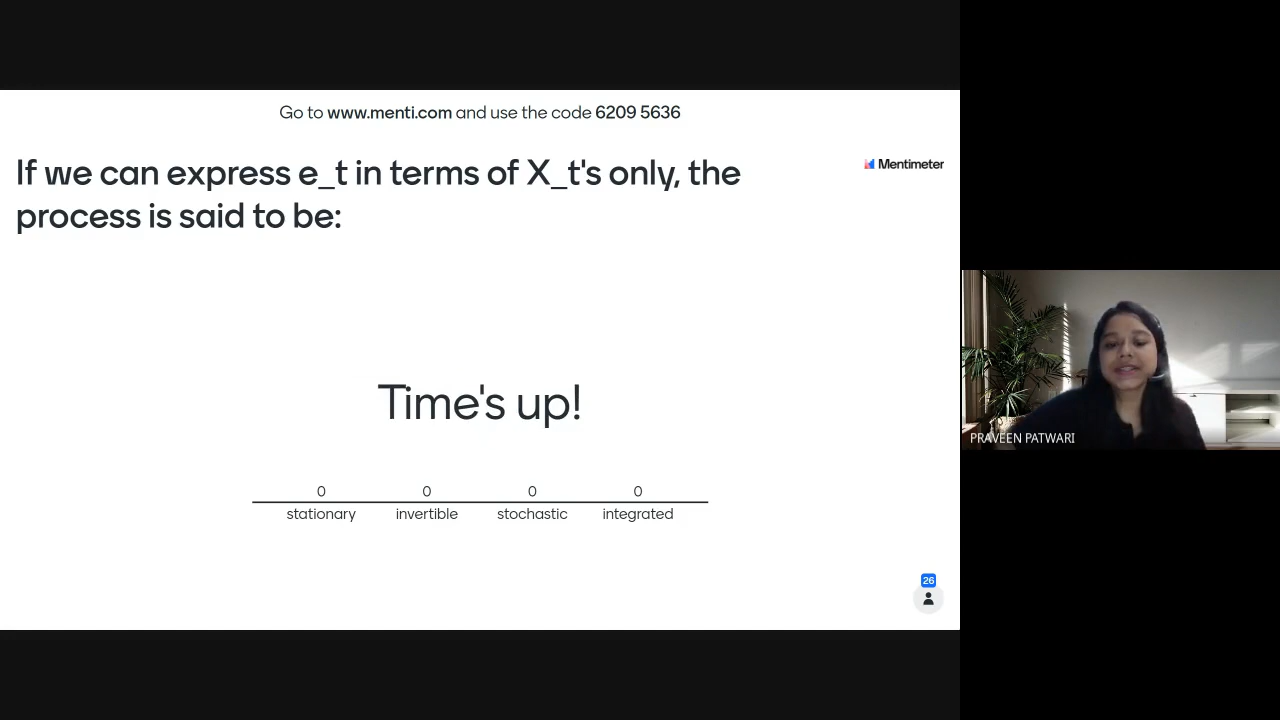 Go to www.menti.com and use the code 6209 5636
If we can express e_t in terms of X_t's only, the
process is said to be:
Mentimeter
Time's up!
0 0 0 0
stationary invertible stochastic integrated
26
PRAVEEN PATWARI